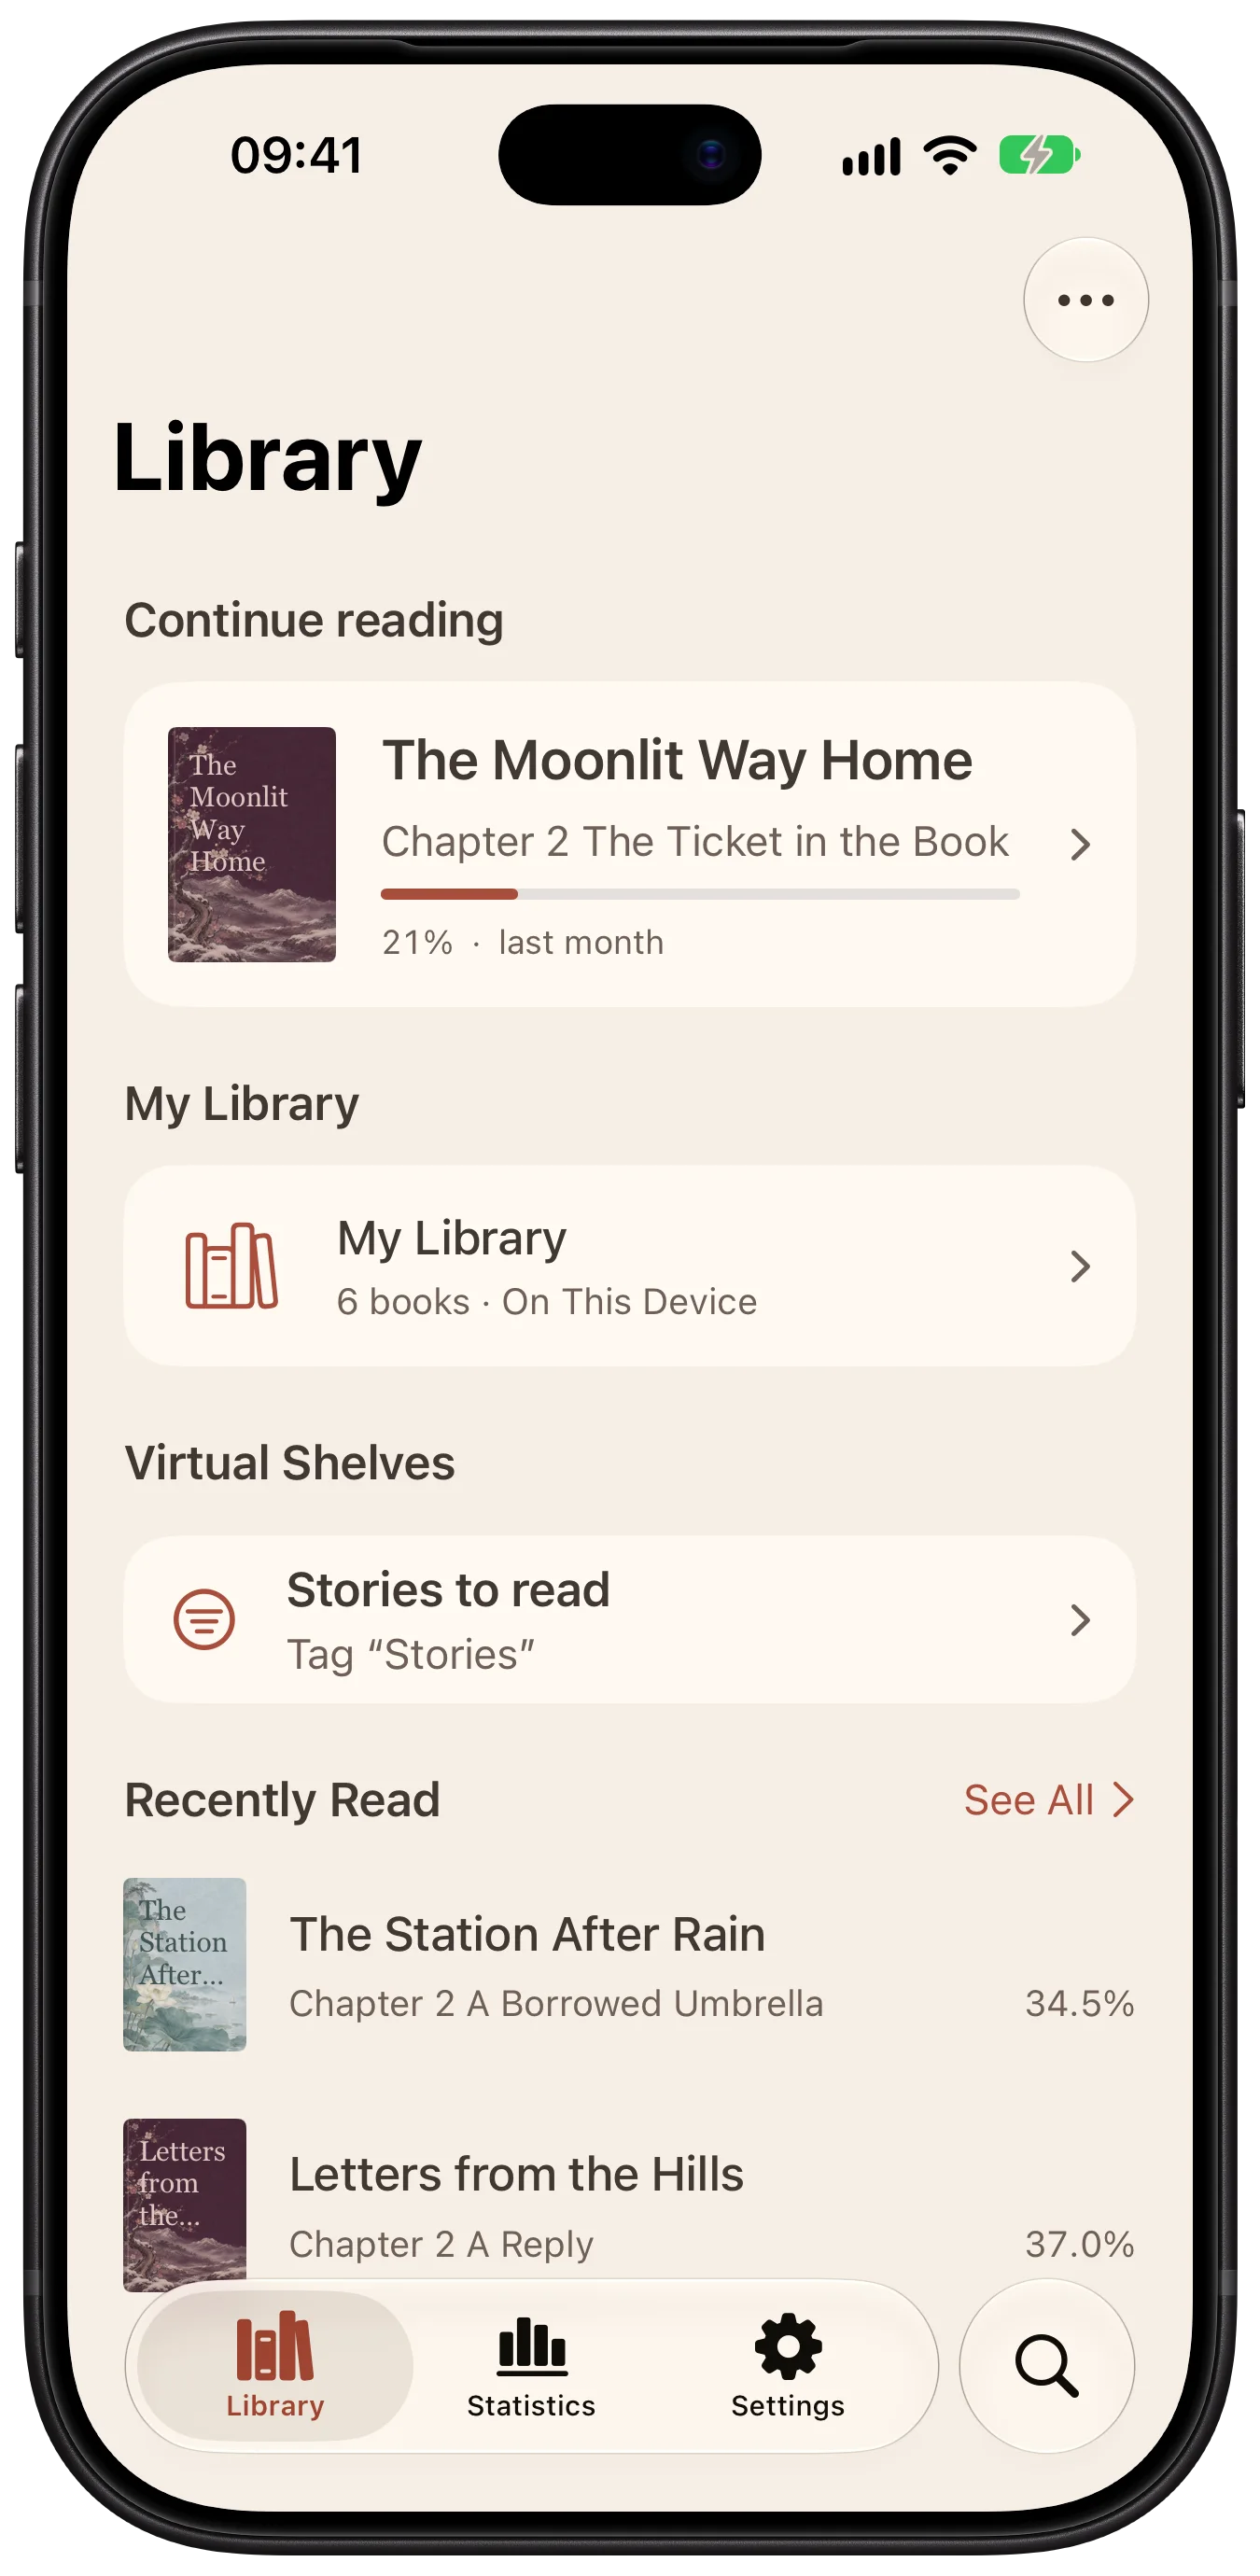 09:41
Library
Continue reading
The
Moonlit
Way
Home
The Moonlit Way Home
Chapter 2 The Ticket in the Book
21% · last month
My Library
My Library
6 books · On This Device
Virtual Shelves
Stories to read
Tag “Stories”
Recently Read
See All
The
Station
After...
The Station After Rain
Chapter 2 A Borrowed Umbrella
34.5%
Letters
from
the...
Letters from the Hills
Chapter 2 A Reply
37.0%
Library
Statistics
Settings